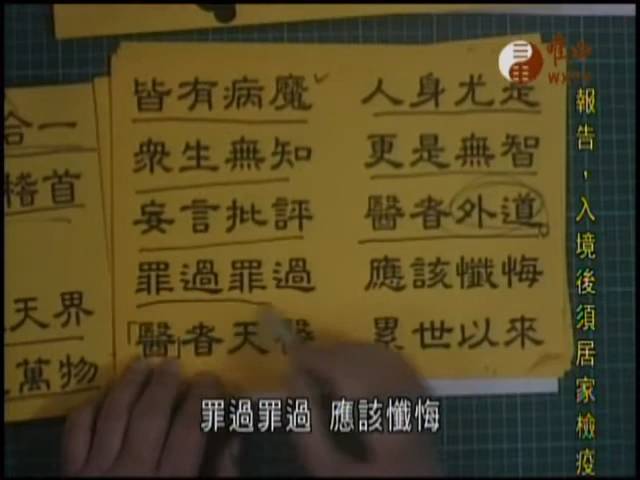 合一
稽首
天界
萬物
皆有病魔 人身尤是
衆生無知 更是無智
妄言批評 醫者外道
罪過罪過 應該懺悔
「醫」者天 累世以來
唯心
WXTV
報告，入境後須居家檢疫
罪過罪過 應該懺悔